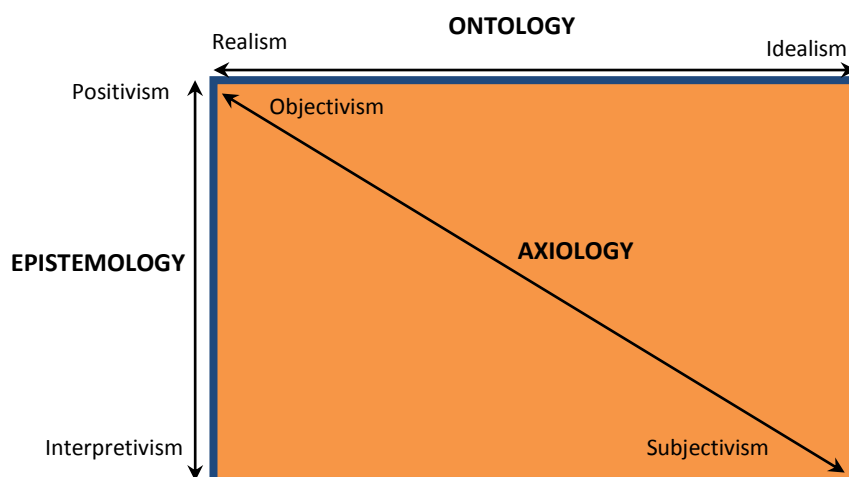 ONTOLOGY
Realism
Idealism
Positivism
Objectivism
EPISTEMOLOGY
AXIOLOGY
Interpretivism
Subjectivism